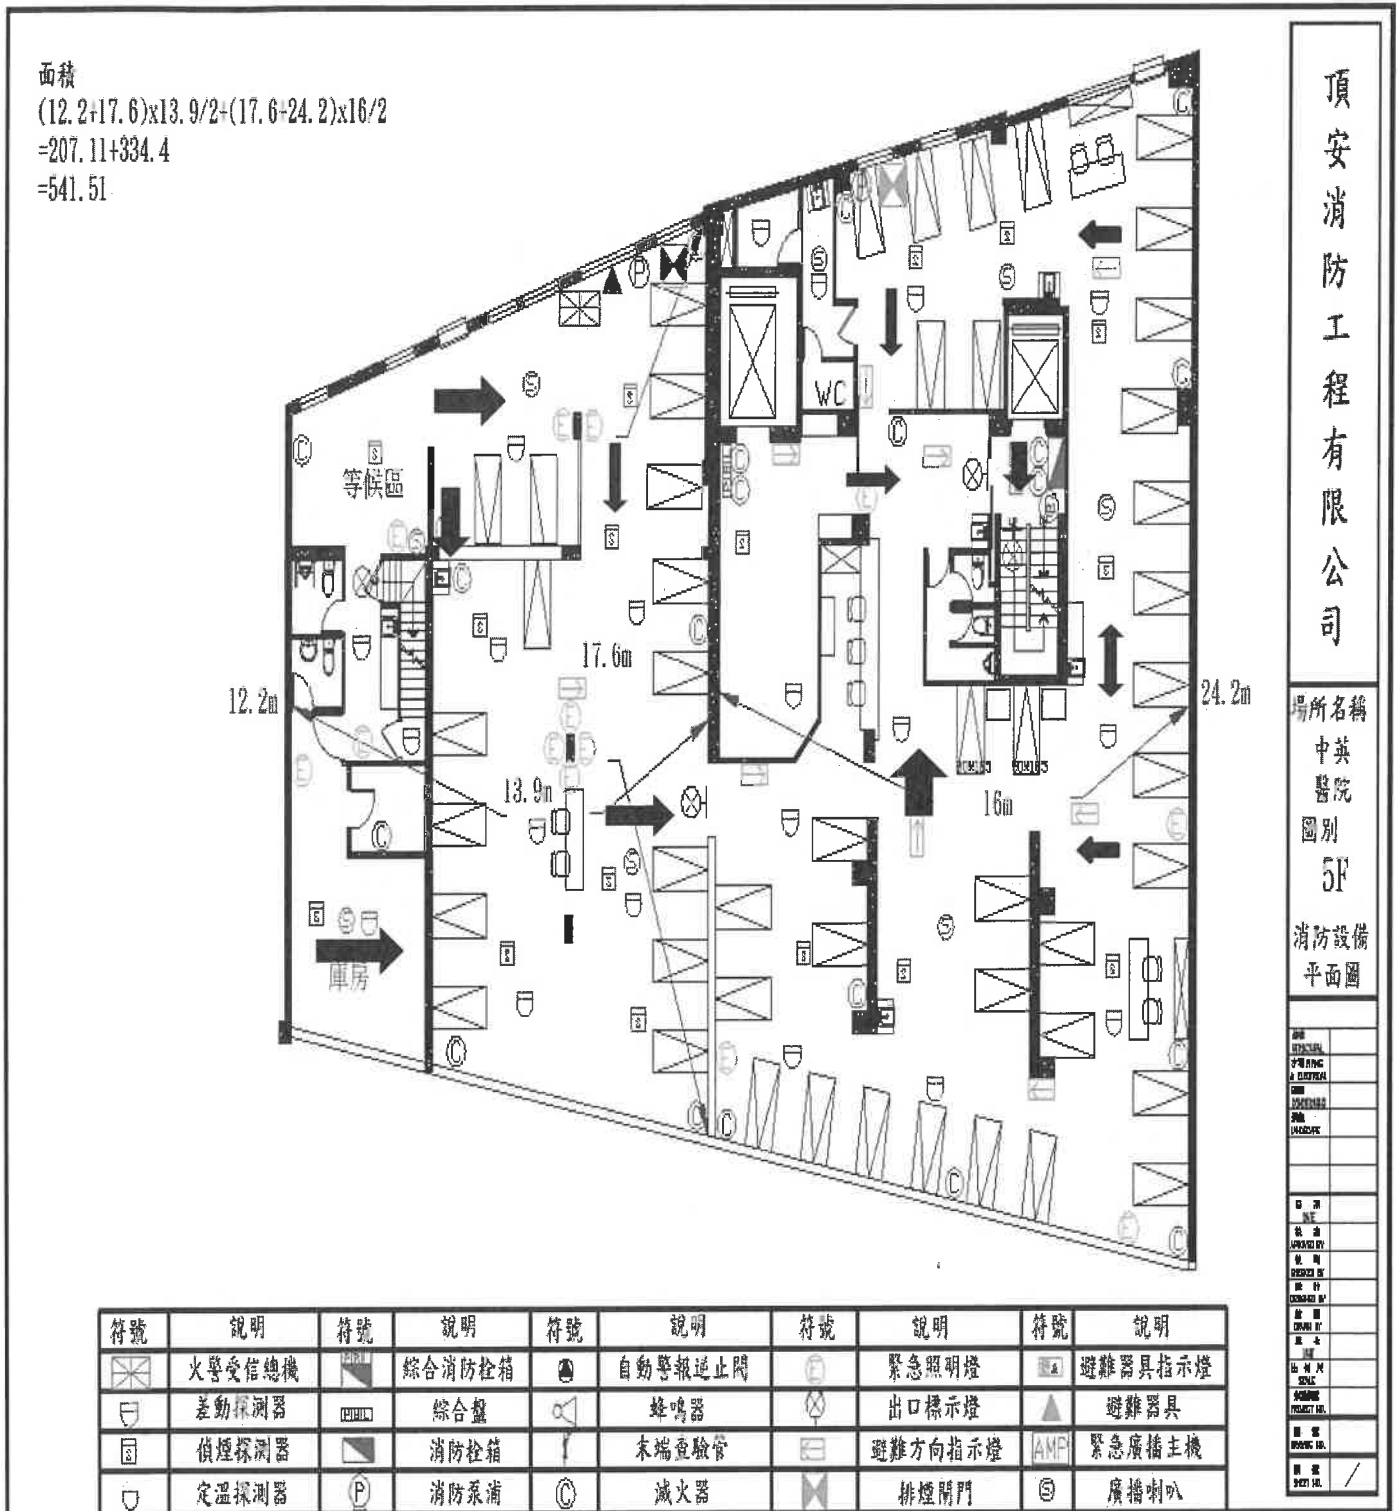 面積
(12.2+17.6)x13.9/2+(17.6+24.2)x16/2
=207.11+334.4
=541.51
等候區
WC
12.2m
17.6m
13.9m
16m
24.2m
庫房
頂安消防工程有限公司
場所名稱
中英
醫院
圖別
5F
消防設備
平面圖
符號 說明 符號 說明 符號 說明 符號 說明 符號 說明
火警受信總機 綜合消防栓箱 自動警報逆止閥 緊急照明燈 避難器具指示燈
差動探測器 PBL 綜合盤 蜂鳴器 出口標示燈 避難器具
S 偵煙探測器 消防栓箱 末端查驗管 避難方向指示燈 AMP 緊急廣播主機
定溫探測器 P 消防泵浦 C 滅火器 排煙閘門 S 廣播喇叭